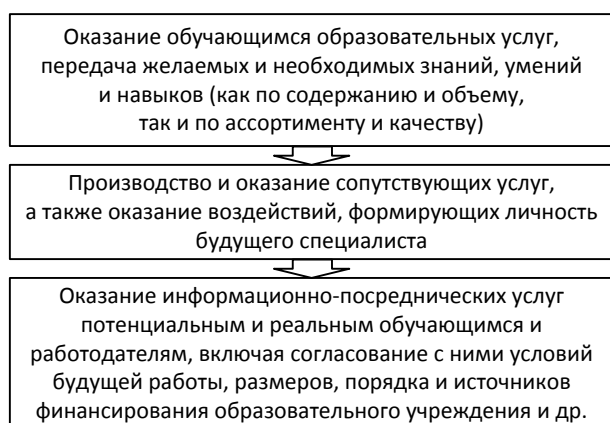 Оказание обучающимся образовательных услуг,
передача желаемых и необходимых знаний, умений
и навыков (как по содержанию и объему,
так и по ассортименту и качеству)
Производство и оказание сопутствующих услуг,
а также оказание воздействий, формирующих личность
будущего специалиста
Оказание информационно-посреднических услуг
потенциальным и реальным обучающимся и
работодателям, включая согласование с ними условий
будущей работы, размеров, порядка и источников
финансирования образовательного учреждения и др.